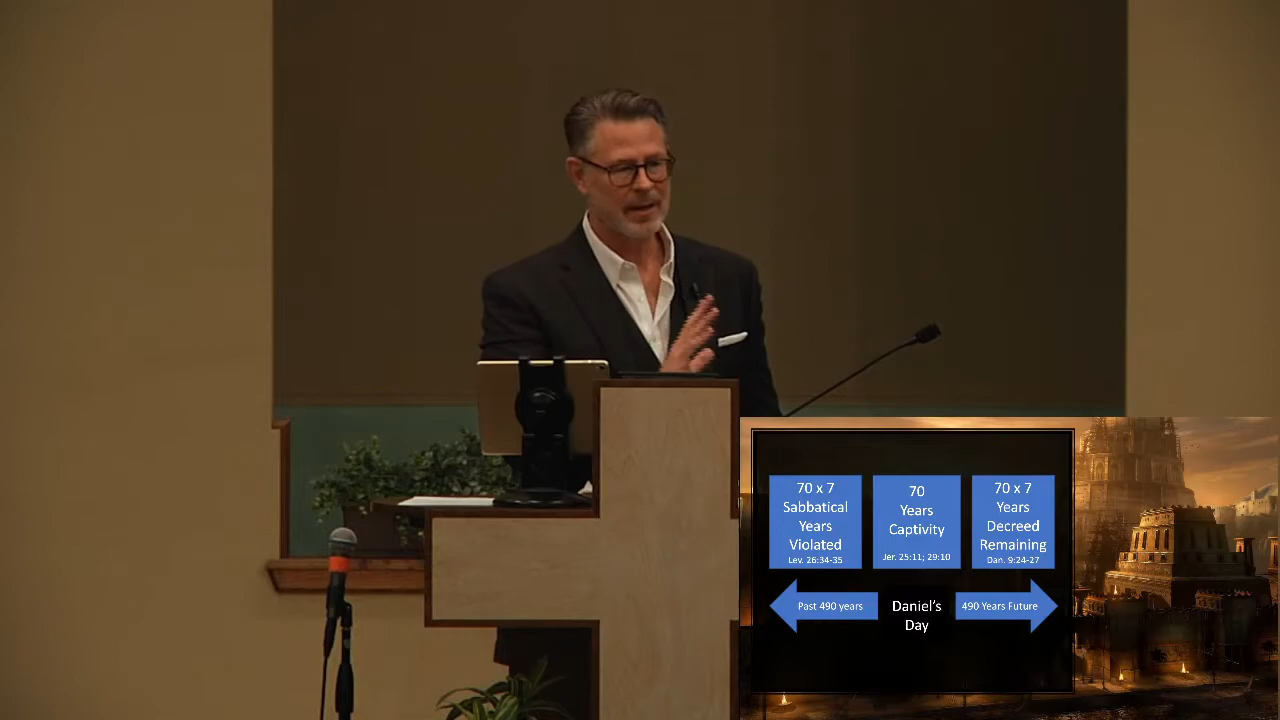 70 x 7
Sabbatical
Years
Violated
Lev. 26:34-35
70
Years
Captivity
Jer. 25:11; 29:10
70 x 7
Years
Decreed
Remaining
Dan. 9:24-27
Past 490 years
Daniel's
Day
490 Years Future